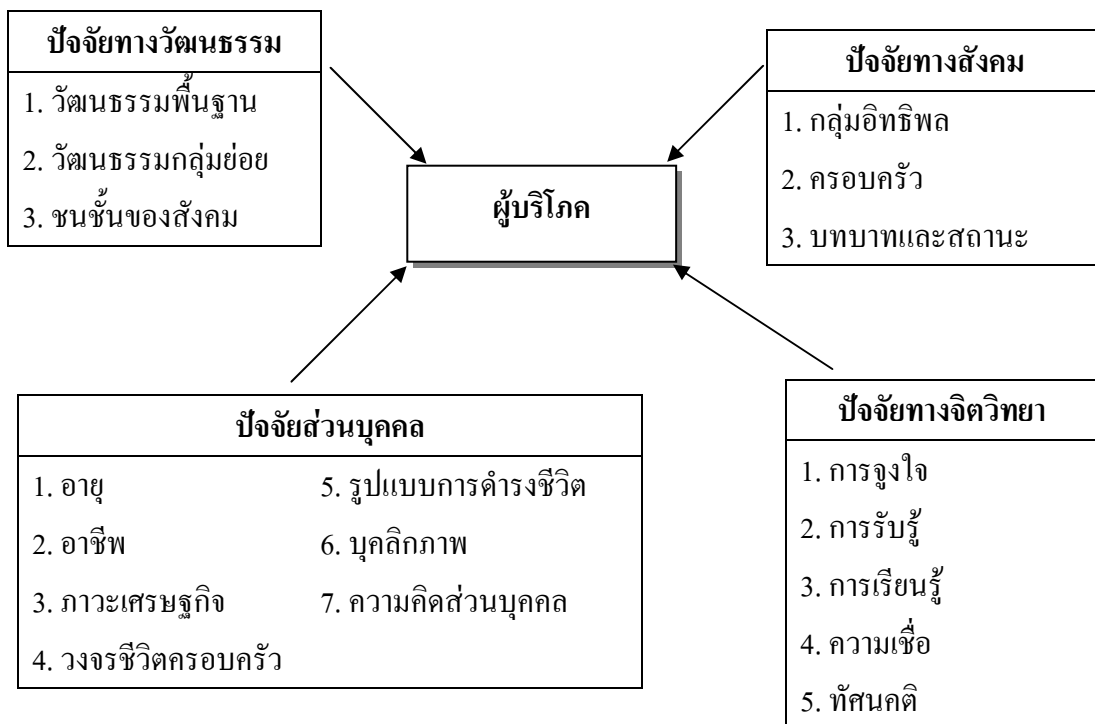 ปัจจัยทางวัฒนธรรม
1. วัฒนธรรมพื้นฐาน
2. วัฒนธรรมกลุ่มย่อย
3. ชนชั้นของสังคม
ปัจจัยทางสังคม
1. กลุ่มอิทธิพล
2. ครอบครัว
3. บทบาทและสถานะ
ผู้บริโภค
ปัจจัยส่วนบุคคล
1. อายุ
2. อาชีพ
3. ภาวะเศรษฐกิจ
4. วงจรชีวิตครอบครัว
5. รูปแบบการดำรงชีวิต
6. บุคลิกภาพ
7. ความคิดส่วนบุคคล
ปัจจัยทางจิตวิทยา
1. การจูงใจ
2. การรับรู้
3. การเรียนรู้
4. ความเชื่อ
5. ทัศนคติ